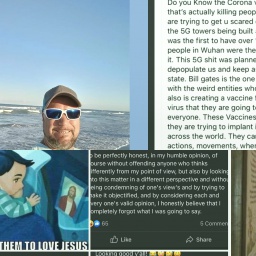 Do you Know the Corona v
that's actually killing peop
are trying to get u scared
the 5G towers being built
was the first to have over
people in Wuhan were the
it. This 5G shit was planne
depopulate us and keep a
state. Bill gates is the one
with the weird entities who
also is creating a vaccine f
virus that they are going to
everyone. These Vaccines
they are trying to implant i
across the world. They ca
actions, movements, wher
be perfectly honest, in my humble opinion, of
ourse without offending anyone who thinks
ifferently from my point of view, but also by looking
to this matter in a different perspective and witho
eing condemning of one's view's and by trying to
ake it objectified, and by considering each and
very one's valid opinion, I honestly believe that I
ompletely forgot what I was going to say.
66
5 Commen
Like
Share
THEM TO LOVE JESUS
Looking good y'all